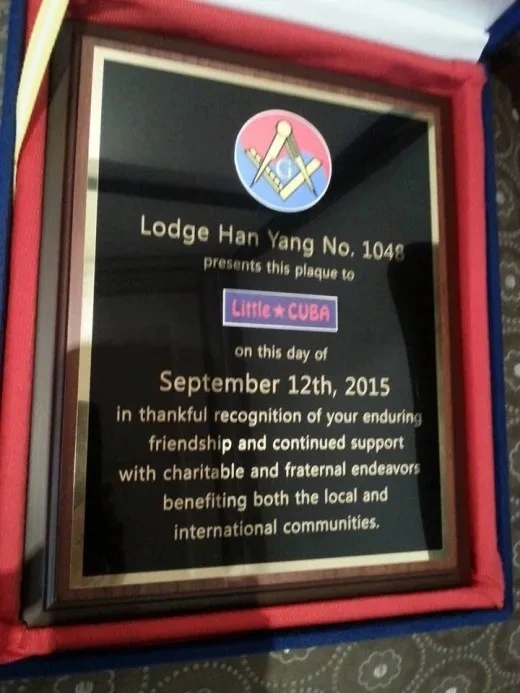 G
Lodge Han Yang No. 1048
presents this plaque to
Little★CUBA
on this day of
September 12th, 2015
in thankful recognition of your enduring
friendship and continued support
with charitable and fraternal endeavors
benefiting both the local and
international communities.